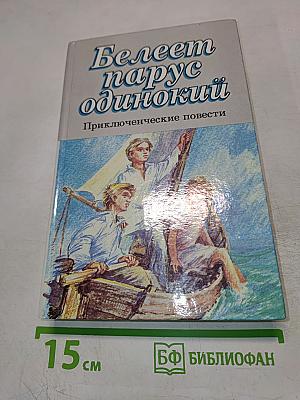 Белеет
парус
одинокий
Приключенческие повести
15 см
БФ БИБЛИОФАН